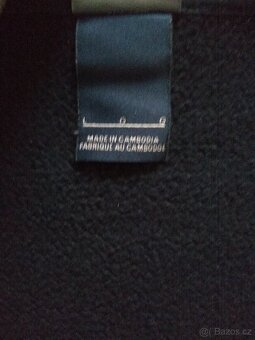 L G G
MADE IN CAMBODIA
FABRIQUE AU CAMBODGE
© Bazos.cz